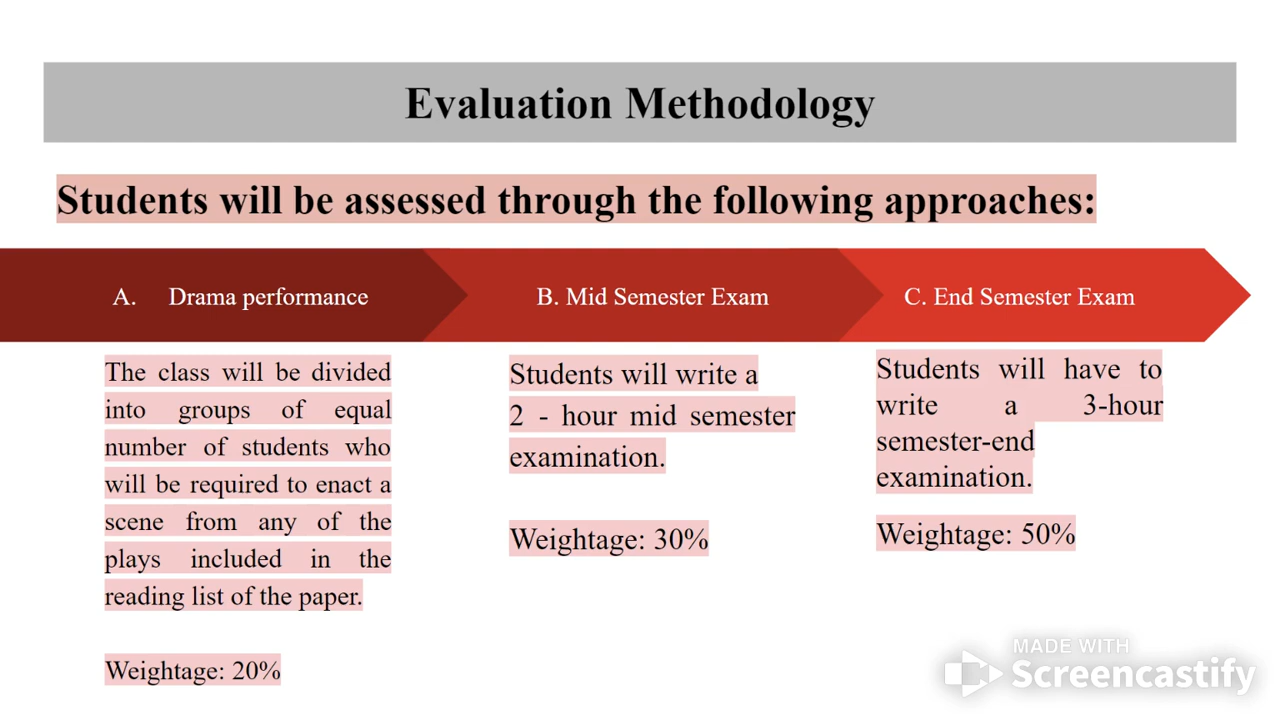 Evaluation Methodology
Students will be assessed through the following approaches:
A. Drama performance
B. Mid Semester Exam
C. End Semester Exam
The class will be divided
into groups of equal
number of students who
will be required to enact a
scene from any of the
plays included in the
reading list of the paper.
Weightage: 20%
Students will write a
2 - hour mid semester
examination.
Weightage: 30%
Students will have to
write a 3-hour
semester-end
examination.
Weightage: 50%
MADE WITH
Screencastify